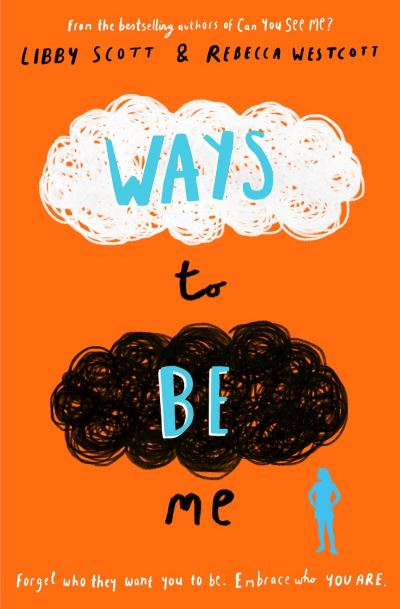 from the bestselling authors of Can You See Me?
LIBBY SCOTT & REBECCA WESTCOTT
WAYS
to
BE
me
Forget who they want you to be. Embrace who YOU ARE.